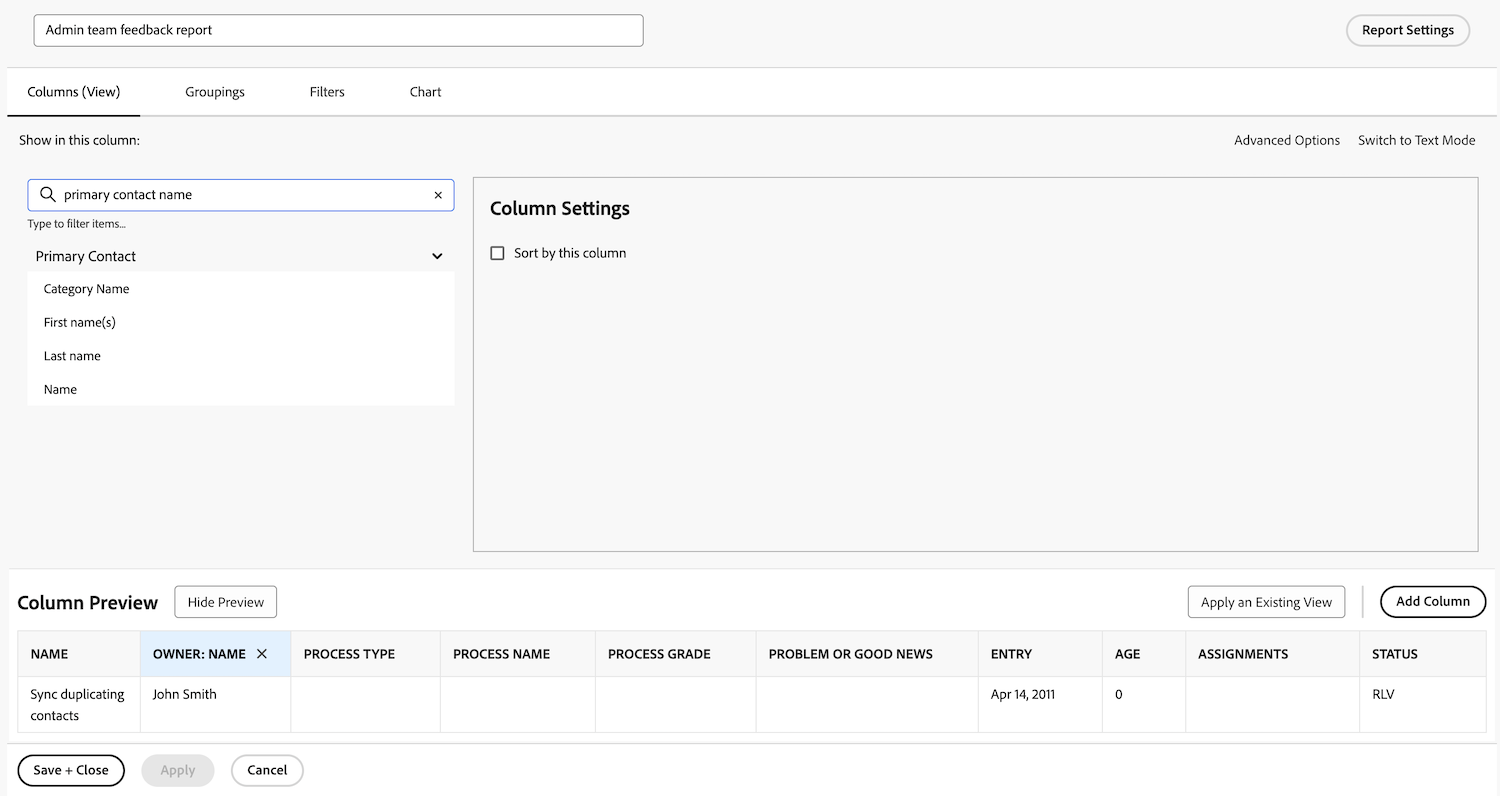 Admin team feedback report
Report Settings
Columns (View) Groupings Filters Chart
Show in this column:
Advanced Options Switch to Text Mode
primary contact name
Type to filter items...
Primary Contact
Category Name
First name(s)
Last name
Name
Column Settings
Sort by this column
Column Preview Hide Preview Apply an Existing View Add Column
NAME OWNER: NAME PROCESS TYPE PROCESS NAME PROCESS GRADE PROBLEM OR GOOD NEWS ENTRY AGE ASSIGNMENTS STATUS
Sync duplicating John Smith Apr 14, 2011 0 RLV
contacts
Save + Close Apply Cancel